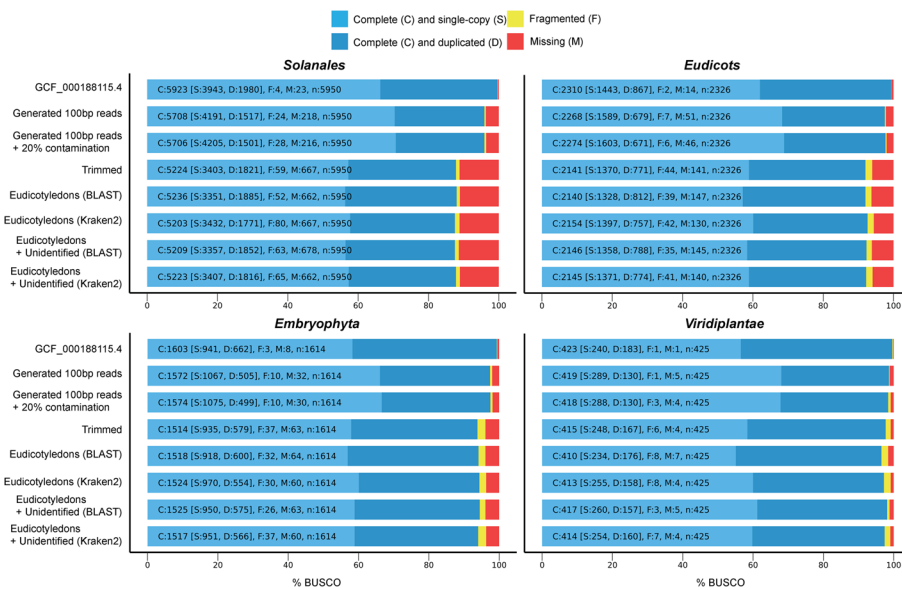 Complete (C) and single-copy (S)
Fragmented (F)
Complete (C) and duplicated (D)
Missing (M)
Solanales
Eudicots
GCF_000188115.4
C:5923 [S:3943, D:1980], F:4, M:23, n:5950
C:2310 [S:1443, D:867], F:2, M:14, n:2326
Generated 100bp reads
C:5708 [S:4191, D:1517], F:24, M:218, n:5950
C:2268 [S:1589, D:679], F:7, M:51, n:2326
Generated 100bp reads
+ 20% contamination
C:5706 [S:4205, D:1501], F:28, M:216, n:5950
C:2274 [S:1603, D:671], F:6, M:46, n:2326
Trimmed
C:5224 [S:3403, D:1821], F:59, M:667, n:5950
C:2141 [S:1370, D:771], F:44, M:141, n:2326
Eudicotyledons (BLAST)
C:5236 [S:3351, D:1885], F:52, M:662, n:5950
C:2140 [S:1328, D:812], F:39, M:147, n:2326
Eudicotyledons (Kraken2)
C:5203 [S:3432, D:1771], F:80, M:667, n:5950
C:2154 [S:1397, D:757], F:42, M:130, n:2326
Eudicotyledons
+ Unidentified (BLAST)
C:5209 [S:3357, D:1852], F:63, M:678, n:5950
C:2146 [S:1358, D:788], F:35, M:145, n:2326
Eudicotyledons
+ Unidentified (Kraken2)
C:5223 [S:3407, D:1816], F:65, M:662, n:5950
C:2145 [S:1371, D:774], F:41, M:140, n:2326
0 20 40 60 80 100
0 20 40 60 80 100
Embryophyta
Viridiplantae
GCF_000188115.4
C:1603 [S:941, D:662], F:3, M:8, n:1614
C:423 [S:240, D:183], F:1, M:1, n:425
Generated 100bp reads
C:1572 [S:1067, D:505], F:10, M:32, n:1614
C:419 [S:289, D:130], F:1, M:5, n:425
Generated 100bp reads
+ 20% contamination
C:1574 [S:1075, D:499], F:10, M:30, n:1614
C:418 [S:288, D:130], F:3, M:4, n:425
Trimmed
C:1514 [S:935, D:579], F:37, M:63, n:1614
C:415 [S:248, D:167], F:6, M:4, n:425
Eudicotyledons (BLAST)
C:1518 [S:918, D:600], F:32, M:64, n:1614
C:410 [S:234, D:176], F:8, M:7, n:425
Eudicotyledons (Kraken2)
C:1524 [S:970, D:554], F:30, M:60, n:1614
C:413 [S:255, D:158], F:8, M:4, n:425
Eudicotyledons
+ Unidentified (BLAST)
C:1525 [S:950, D:575], F:26, M:63, n:1614
C:417 [S:260, D:157], F:3, M:5, n:425
Eudicotyledons
+ Unidentified (Kraken2)
C:1517 [S:951, D:566], F:37, M:60, n:1614
C:414 [S:254, D:160], F:7, M:4, n:425
0 20 40 60 80 100
0 20 40 60 80 100
% BUSCO
% BUSCO